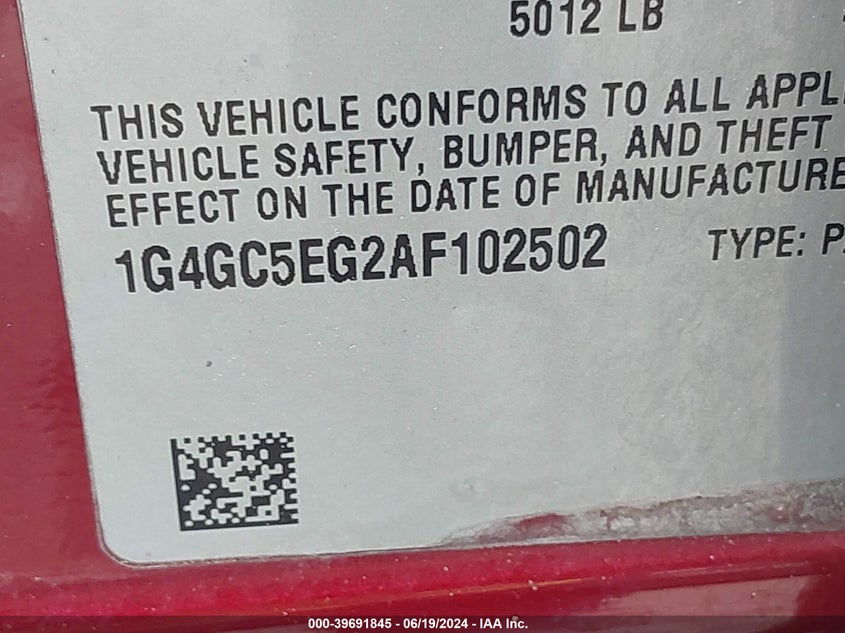 5012 LB
THIS VEHICLE CONFORMS TO ALL APPLI
VEHICLE SAFETY, BUMPER, AND THEFT
EFFECT ON THE DATE OF MANUFACTURE
1G4GC5EG2AF102502 TYPE: P
000-39691845 / 06/19/2024 - IAA Inc.